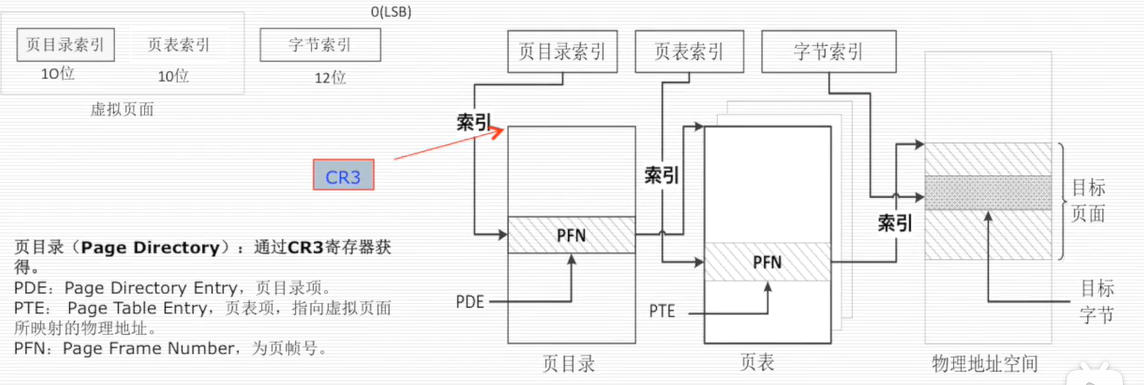 0(LSB)
页目录索引
页表索引
字节索引
10位
10位
12位
虚拟页面
页目录索引
页表索引
字节索引
索引
CR3
索引
索引
PFN
PFN
目标
页面
PDE
PTE
目标
字节
页目录
页表
物理地址空间
页目录（Page Directory）：通过CR3寄存器获
得。
PDE：Page Directory Entry，页目录项。
PTE： Page Table Entry，页表项，指向虚拟页面
所映射的物理地址。
PFN：Page Frame Number，为页帧号。